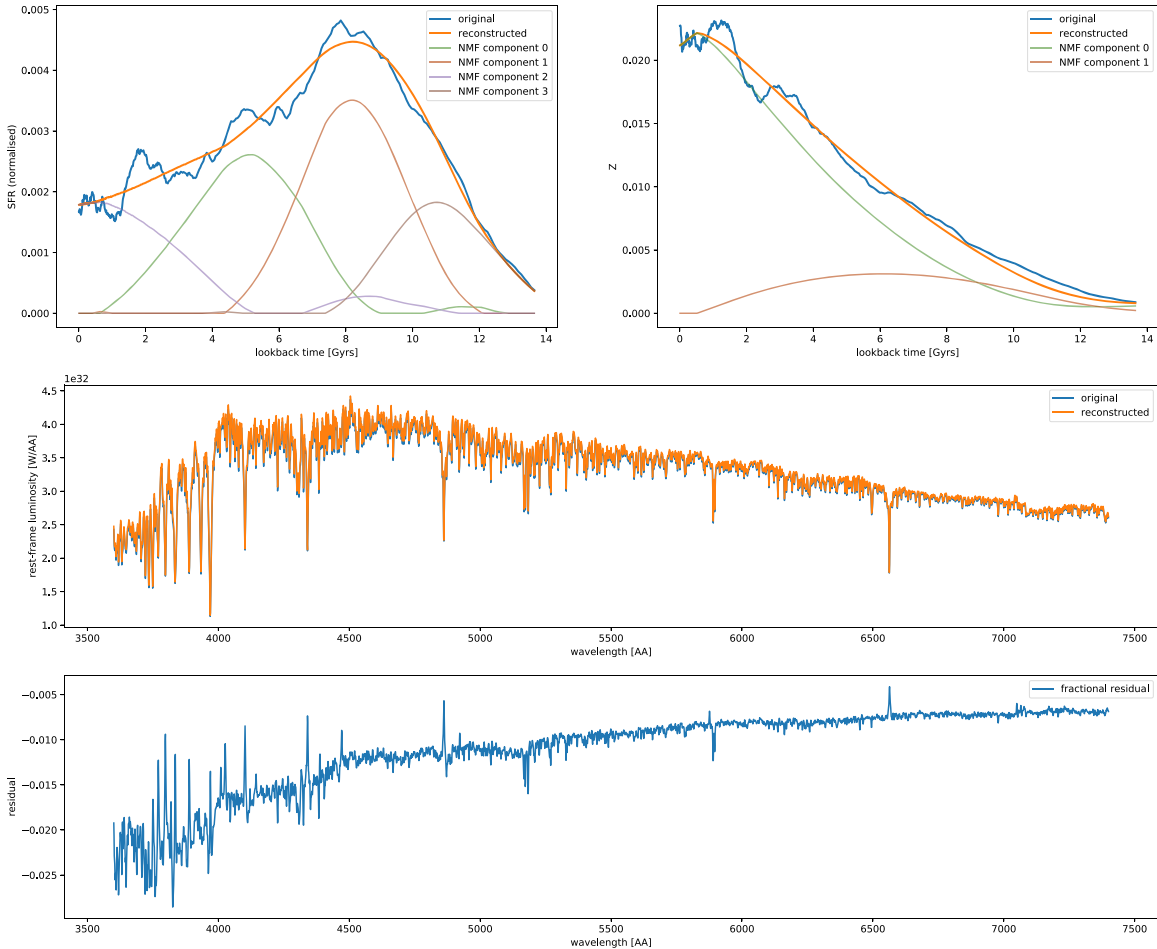 0.005
0.004
0.003
0.002
0.001
0.000
SFR (normalised)
original
reconstructed
NMF component 0
NMF component 1
NMF component 2
NMF component 3
0 2 4 6 8 10 12 14
lookback time [Gyrs]
0.020
0.015
0.010
0.005
0.000
Z
original
reconstructed
NMF component 0
NMF component 1
0 2 4 6 8 10 12 14
lookback time [Gyrs]
1e32
4.5
4.0
3.5
3.0
2.5
2.0
1.5
1.0
rest-frame luminosity [W/AA]
original
reconstructed
3500 4000 4500 5000 5500 6000 6500 7000 7500
wavelength [AA]
−0.005
−0.010
−0.015
−0.020
−0.025
residual
fractional residual
3500 4000 4500 5000 5500 6000 6500 7000 7500
wavelength [AA]